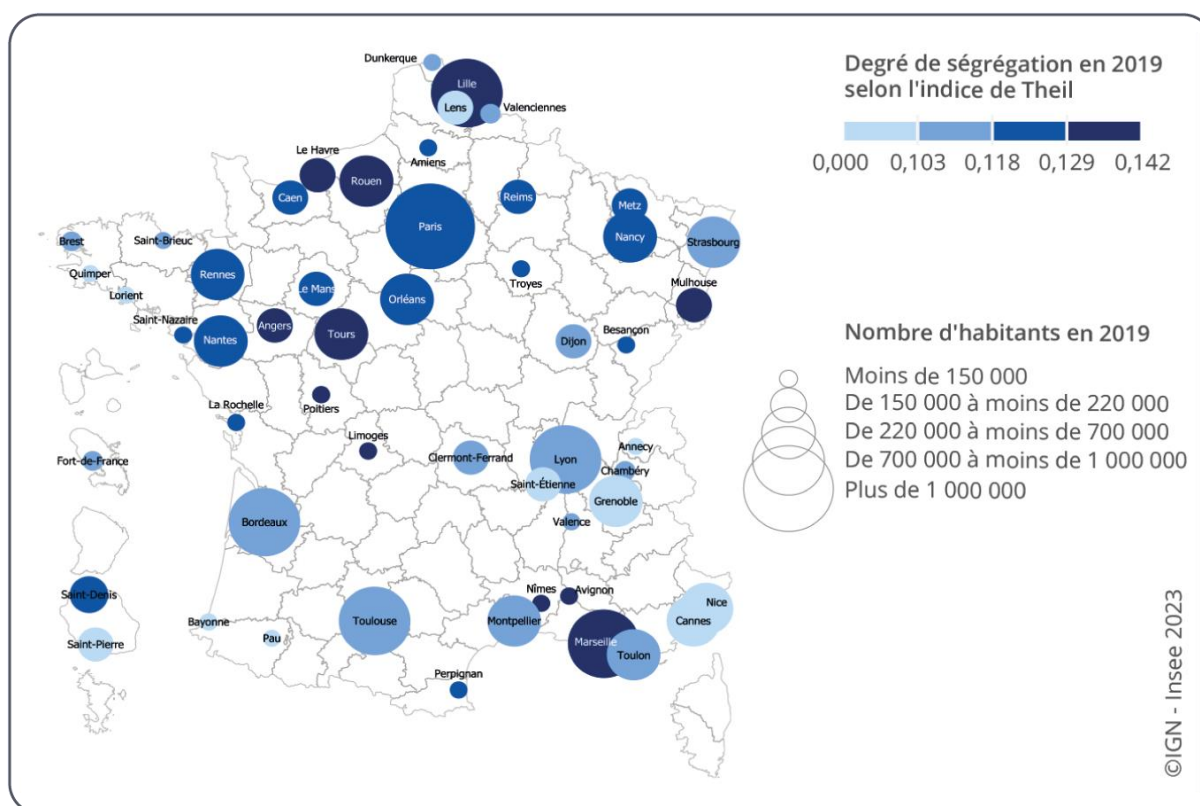 Degré de ségrégation en 2019
selon l'indice de Theil
0,000 0,103 0,118 0,129 0,142
Nombre d'habitants en 2019
Moins de 150 000
De 150 000 à moins de 220 000
De 220 000 à moins de 700 000
De 700 000 à moins de 1 000 000
Plus de 1 000 000
Dunkerque
Lille
Lens
Valenciennes
Le Havre
Amiens
Rouen
Caen
Reims
Metz
Paris
Nancy
Strasbourg
Brest
Saint-Brieuc
Quimper
Rennes
Troyes
Mulhouse
Lorient
Le Mans
Orléans
Saint-Nazaire
Angers
Tours
Besançon
Nantes
Dijon
Poitiers
La Rochelle
Limoges
Annecy
Fort-de-France
Clermont-Ferrand
Lyon
Chambéry
Saint-Étienne
Grenoble
Bordeaux
Valence
Saint-Denis
Nîmes
Avignon
Nice
Bayonne
Toulouse
Montpellier
Cannes
Saint-Pierre
Pau
Marseille
Toulon
Perpignan
©IGN - Insee 2023